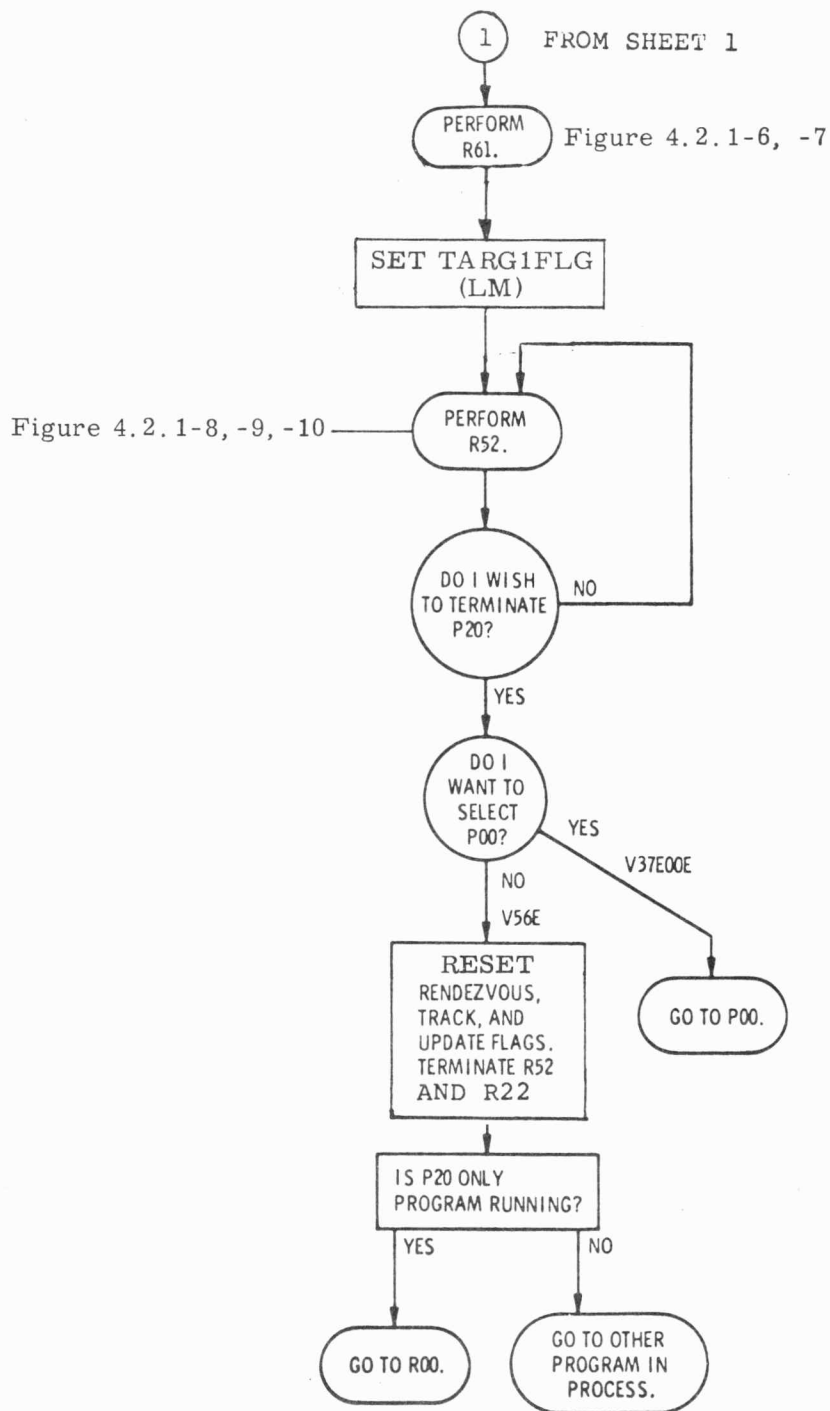 1 FROM SHEET 1
PERFORM
R61.
Figure 4.2.1-6, -7
SET TARG1FLG
(LM)
Figure 4.2.1-8, -9, -10
PERFORM
R52.
DO I WISH
TO TERMINATE
P20?
NO
YES
DO I
WANT TO
SELECT
P00?
YES
V37E00E
NO
V56E
RESET
RENDEZVOUS,
TRACK, AND
UPDATE FLAGS.
TERMINATE R52
AND R22
GO TO P00.
IS P20 ONLY
PROGRAM RUNNING?
YES
NO
GO TO R00.
GO TO OTHER
PROGRAM IN
PROCESS.